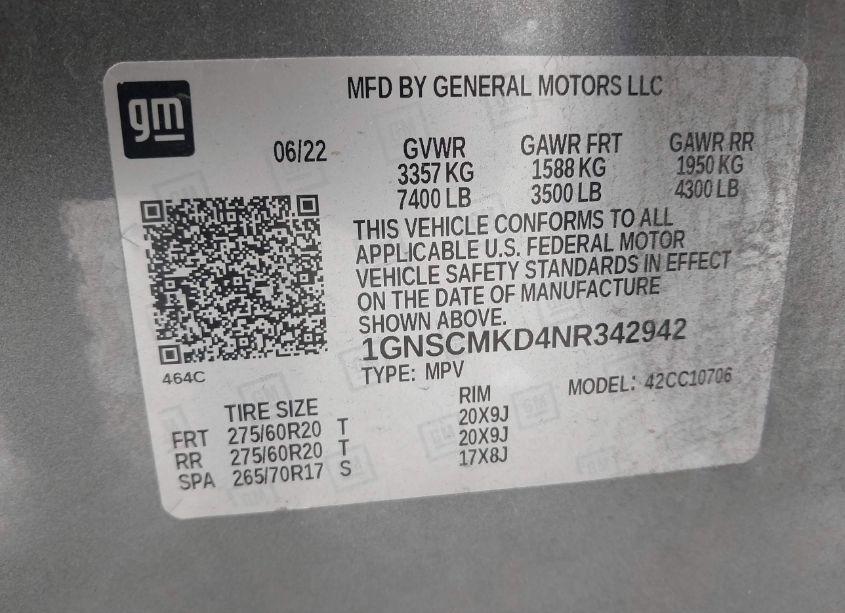 gm
MFD BY GENERAL MOTORS LLC
06/22 GVWR GAWR FRT GAWR RR
3357 KG 1588 KG 1950 KG
7400 LB 3500 LB 4300 LB
THIS VEHICLE CONFORMS TO ALL
APPLICABLE U.S. FEDERAL MOTOR
VEHICLE SAFETY STANDARDS IN EFFECT
ON THE DATE OF MANUFACTURE
SHOWN ABOVE.
1GNSCMKD4NR342942
464C
TYPE: MPV MODEL: 42CC10706
TIRE SIZE RIM
FRT 275/60R20 T 20X9J
RR 275/60R20 T 20X9J
SPA 265/70R17 S 17X8J